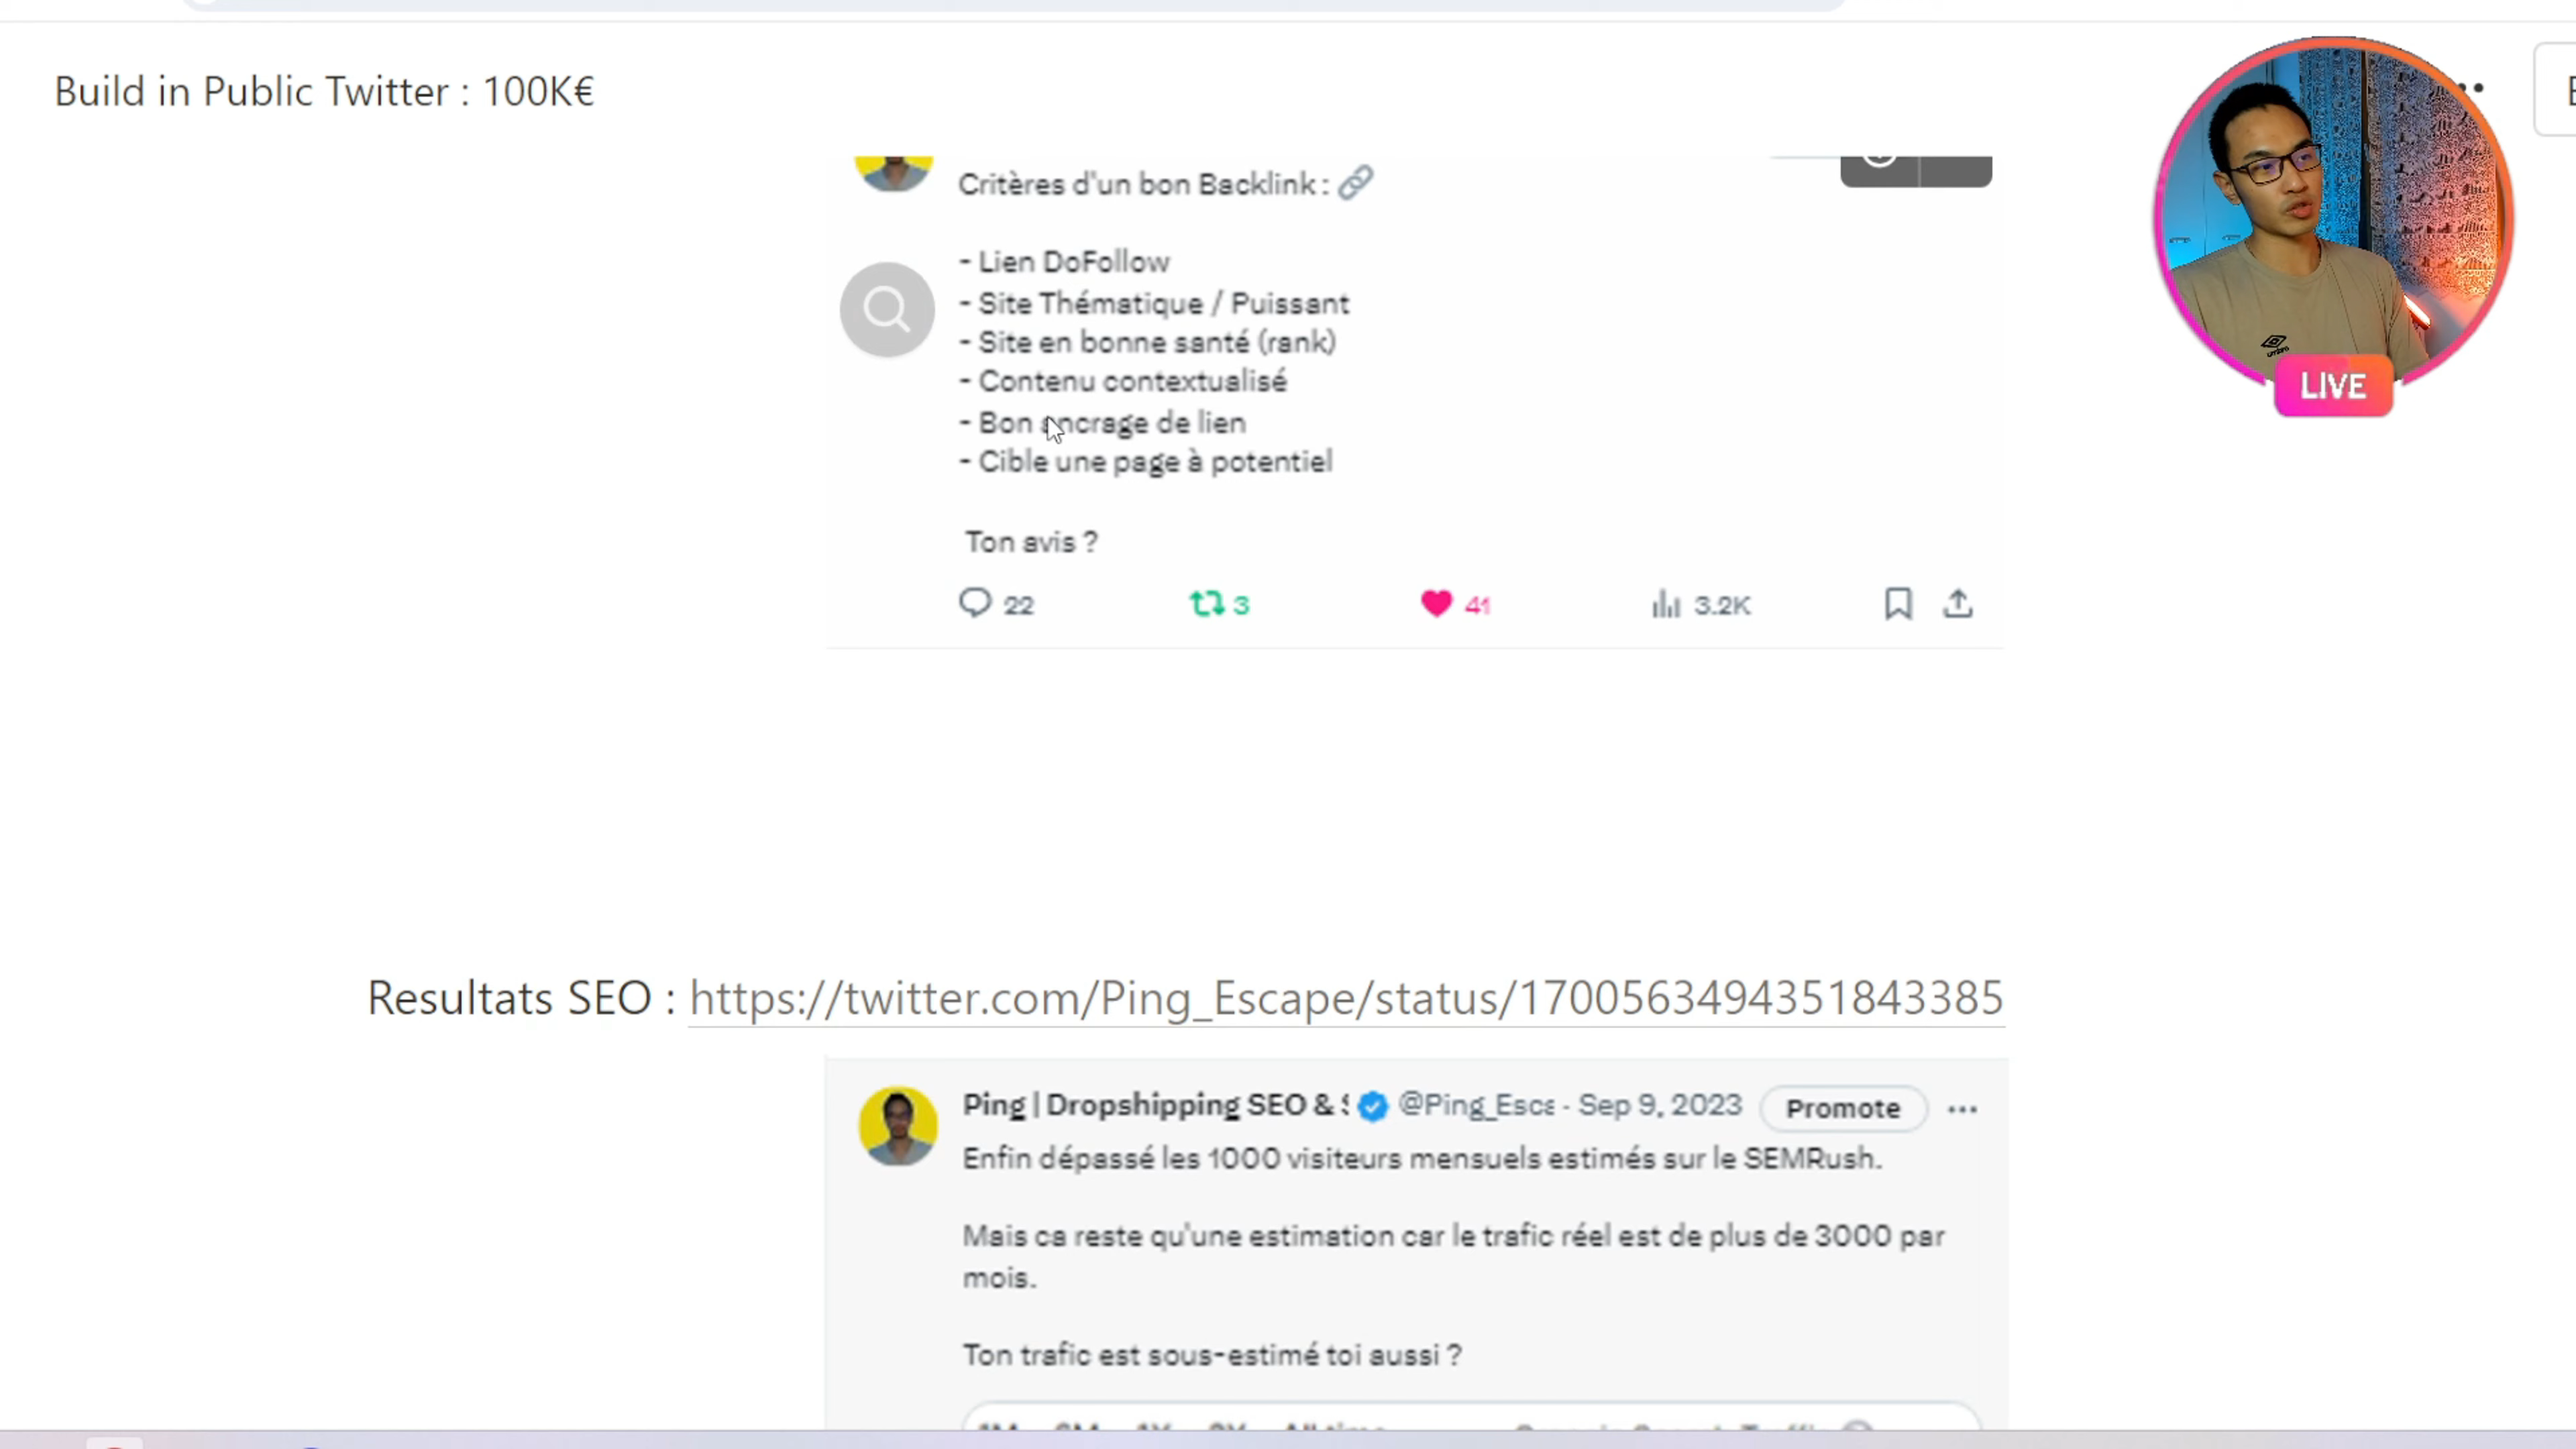 Build in Public Twitter : 100K€
LIVE
Critères d'un bon Backlink :
- Lien DoFollow
- Site Thématique / Puissant
- Site en bonne santé (rank)
- Contenu contextualisé
- Bon ancrage de lien
- Cible une page à potentiel
Ton avis ?
22 3 41 3.2K
Resultats SEO : https://twitter.com/Ping_Escape/status/1700563494351843385
Ping | Dropshipping SEO & @Ping_Esca · Sep 9, 2023 Promote
Enfin dépassé les 1000 visiteurs mensuels estimés sur le SEMRush.
Mais ca reste qu'une estimation car le trafic réel est de plus de 3000 par
mois.
Ton trafic est sous-estimé toi aussi ?